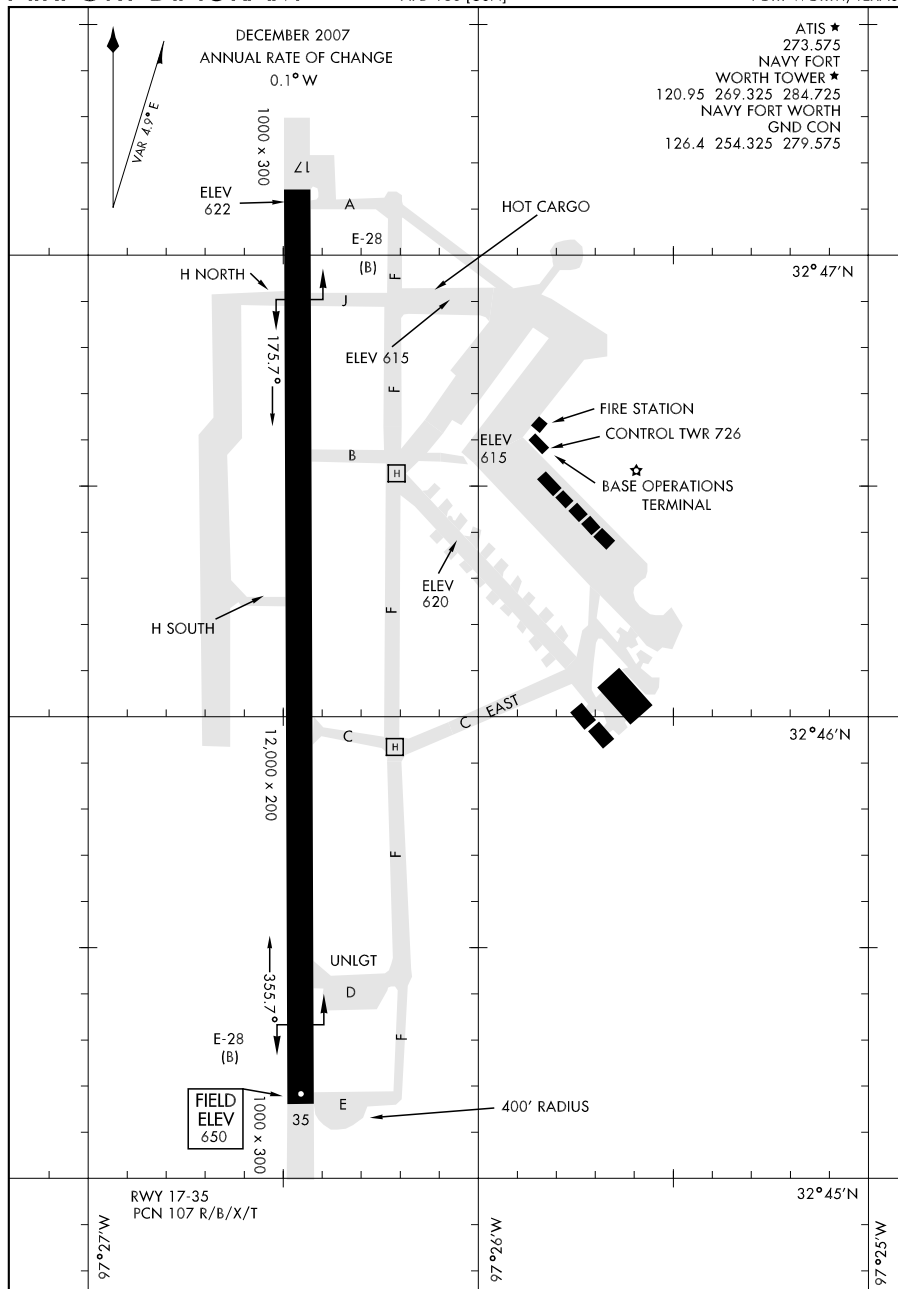 DECEMBER 2007
ANNUAL RATE OF CHANGE
0.1° W
VAR 4.9° E
ATIS ★
273.575
NAVY FORT
WORTH TOWER ★
120.95 269.325 284.725
NAVY FORT WORTH
GND CON
126.4 254.325 279.575
1000 x 300
17
ELEV
622
A
HOT CARGO
E-28
(B)
F
32°47'N
H NORTH
J
175.7°
ELEV 615
F
FIRE STATION
CONTROL TWR 726
ELEV
615
B
H
BASE OPERATIONS
TERMINAL
ELEV
620
F
H SOUTH
C EAST
C
H
32°46'N
12,000 x 200
F
UNLGT
D
355.7°
E-28
(B)
F
FIELD
ELEV
650
E
400' RADIUS
35
1000 x 300
RWY 17-35
PCN 107 R/B/X/T
32°45'N
97°27'W
97°26'W
97°25'W